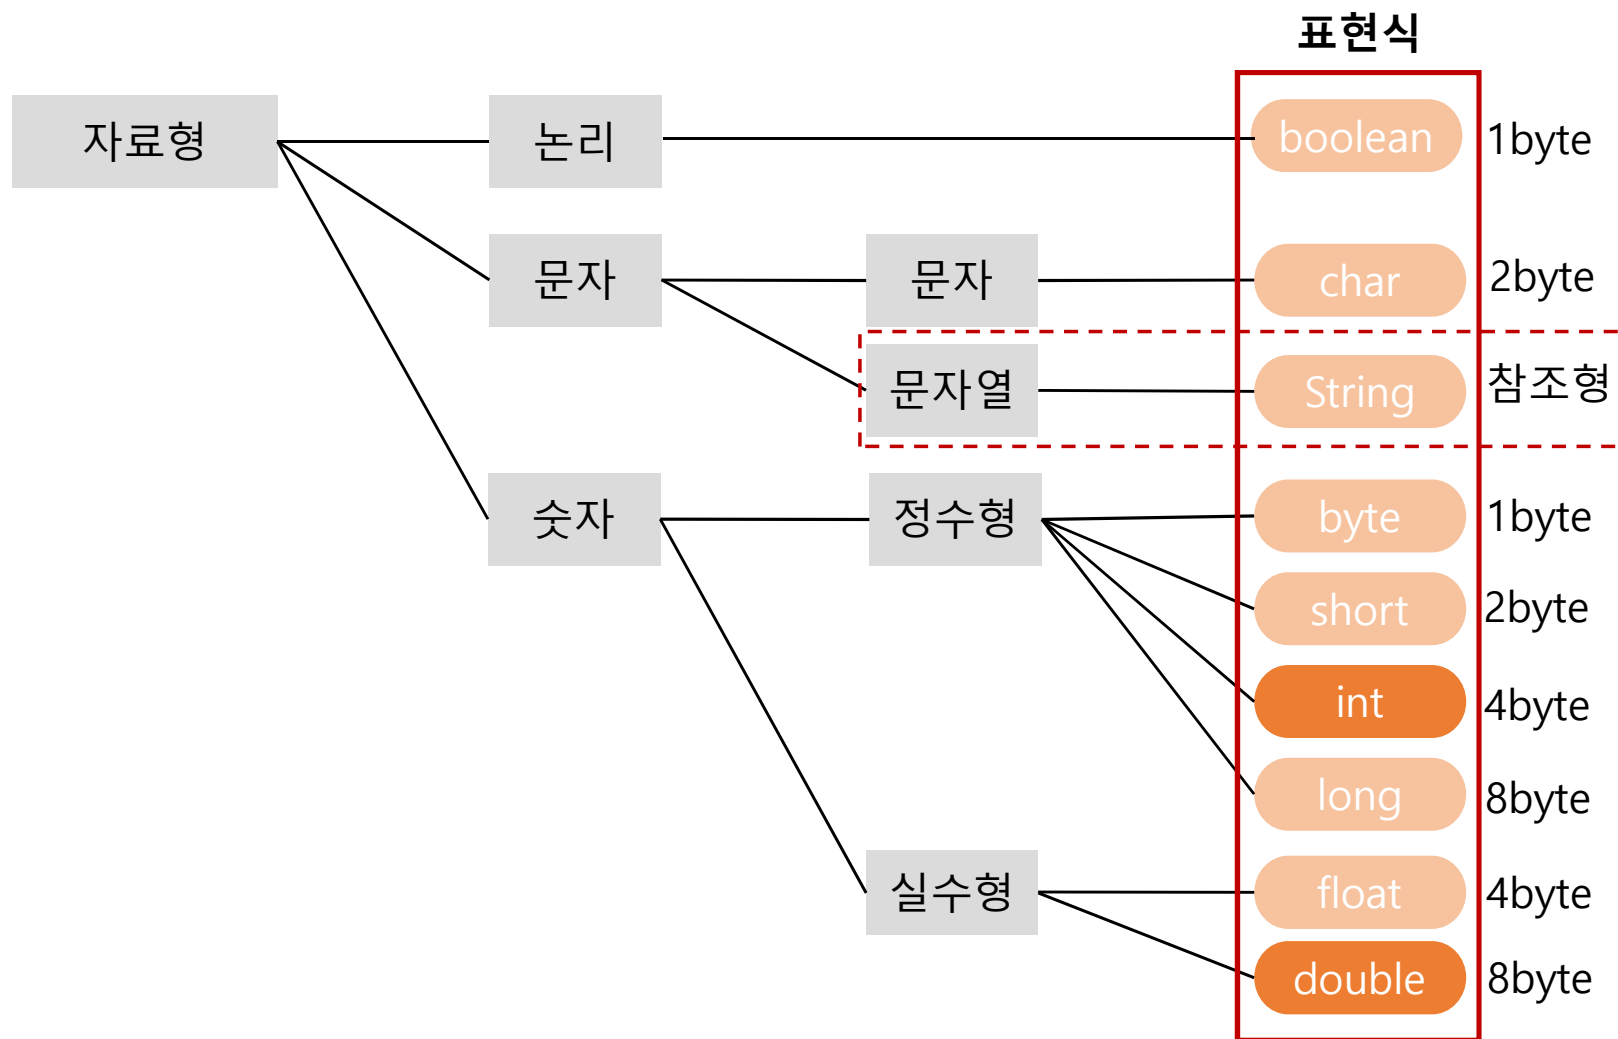 표현식
자료형
논리
boolean
1byte
문자
문자
char
2byte
문자열
String
참조형
숫자
정수형
byte
1byte
short
2byte
int
4byte
long
8byte
실수형
float
4byte
double
8byte